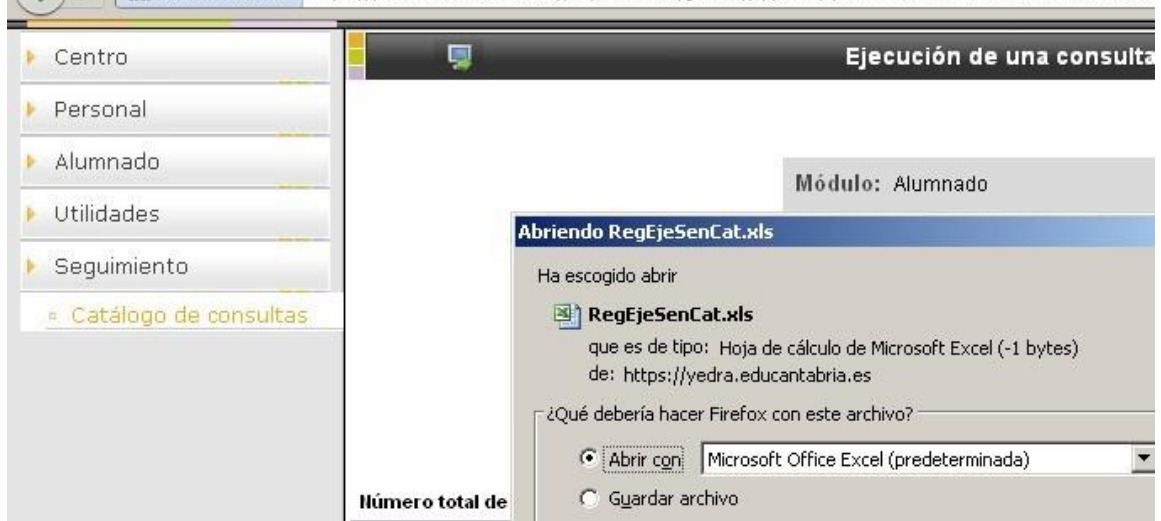 Centro
Ejecución de una consulta
Personal
Alumnado
Módulo: Alumnado
Utilidades
Abriendo RegEjeSenCat.xls
Seguimiento
Ha escogido abrir
Catálogo de consultas
RegEjeSenCat.xls
que es de tipo: Hoja de cálculo de Microsoft Excel (-1 bytes)
de: https://yedra.educantabria.es
¿Qué debería hacer Firefox con este archivo?
Abrir con Microsoft Office Excel (predeterminada)
Guardar archivo
Número total de